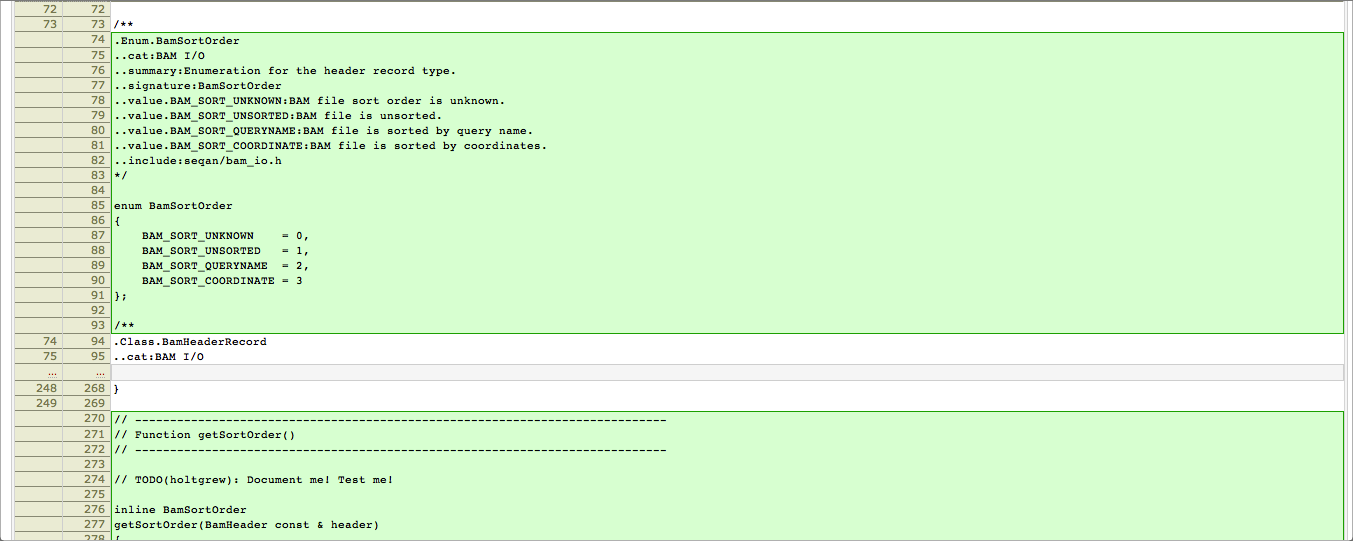 72 72
73 73 /**
74 .Enum.BamSortOrder
75 ..cat:BAM I/O
76 ..summary:Enumeration for the header record type.
77 ..signature:BamSortOrder
78 ..value.BAM_SORT_UNKNOWN:BAM file sort order is unknown.
79 ..value.BAM_SORT_UNSORTED:BAM file is unsorted.
80 ..value.BAM_SORT_QUERYNAME:BAM file is sorted by query name.
81 ..value.BAM_SORT_COORDINATE:BAM file is sorted by coordinates.
82 ..include:seqan/bam_io.h
83 */
84
85 enum BamSortOrder
86 {
87     BAM_SORT_UNKNOWN    = 0,
88     BAM_SORT_UNSORTED   = 1,
89     BAM_SORT_QUERYNAME  = 2,
90     BAM_SORT_COORDINATE = 3
91 };
92
93 /**
74 94 .Class.BamHeaderRecord
75 95 ..cat:BAM I/O
… …
248 268 }
249 269
270 // ----------------------------------------------------------------------------
271 // Function getSortOrder()
272 // ----------------------------------------------------------------------------
273
274 // TODO(holtgrew): Document me! Test me!
275
276 inline BamSortOrder
277 getSortOrder(BamHeader const & header)
278 {